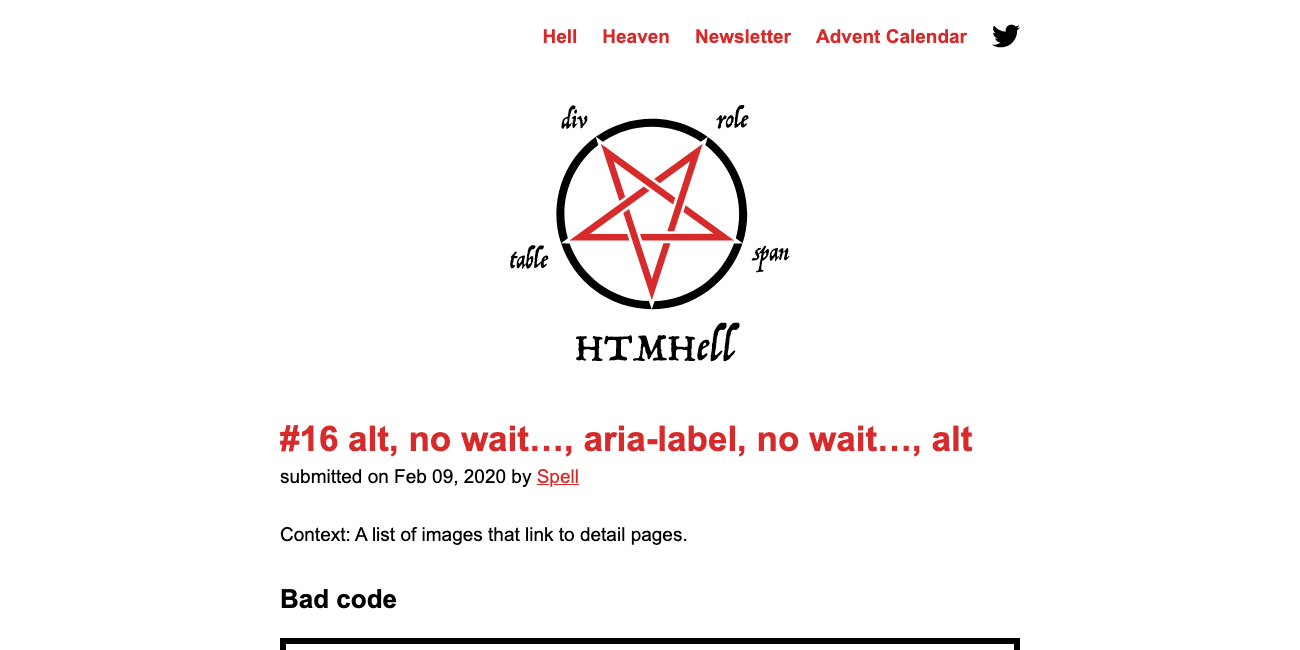 Hell Heaven Newsletter Advent Calendar
div role
table span
HTMHell
#16 alt, no wait…, aria-label, no wait…, alt
submitted on Feb 09, 2020 by Spell
Context: A list of images that link to detail pages.
Bad code